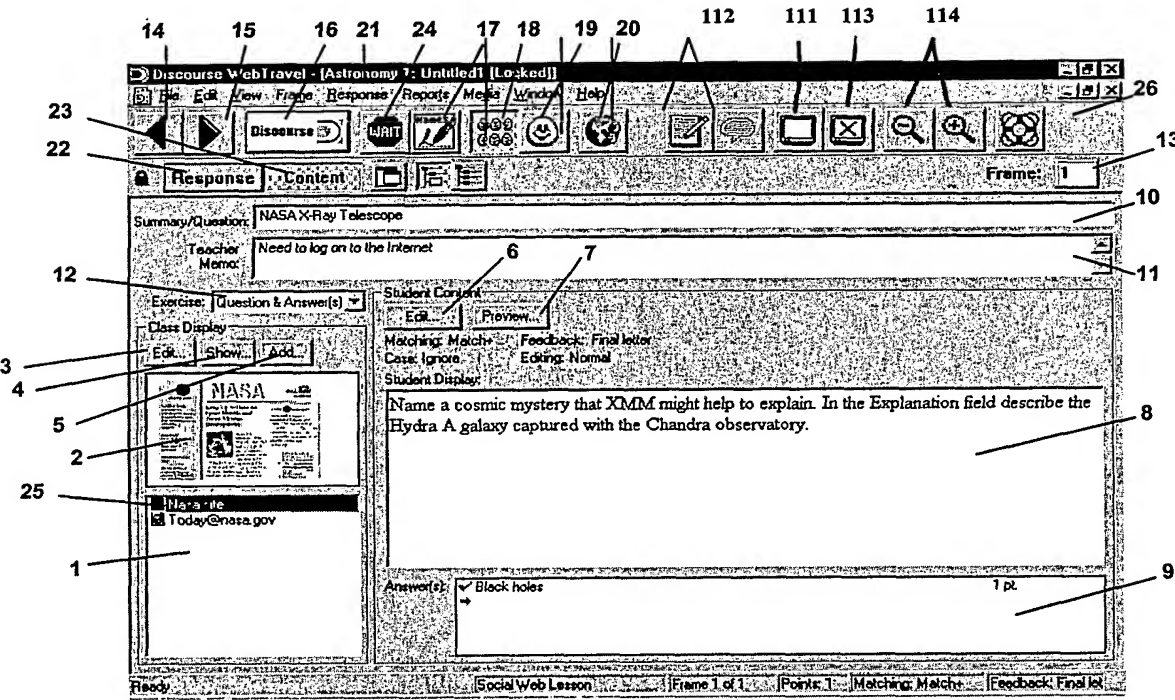 14 15 16 21 24 17 18 19 20 112 111 113 114
Discourse WebTravel - [Astronomy 1: Untitled1 [Locked]]
File Edit View Frame Response Reports Media Window Help
26
23
Discourse WAIT
13
22
Response Content Frame: 1
10
Summary/Question: NASA X-Ray Telescope
Teacher Memo: Need to log on to the Internet
6 7
11
12
Exercise: Question & Answer(s)
Student Content
Edit... Preview...
Class Display
Matching: Match+ Feedback: Final letter
Case: Ignore Editing: Normal
3
Edit... Show... Add...
4
Student Display:
NASA
Name a cosmic mystery that XMM might help to explain. In the Explanation field describe the
Hydra A galaxy captured with the Chandra observatory.
5
8
2
25
Today@nasa.gov
1
Answer(s): Black holes 1 pt.
9
Ready Social Web Lesson Frame 1 of 1 Points: 1 Matching: Match+ Feedback: Final let